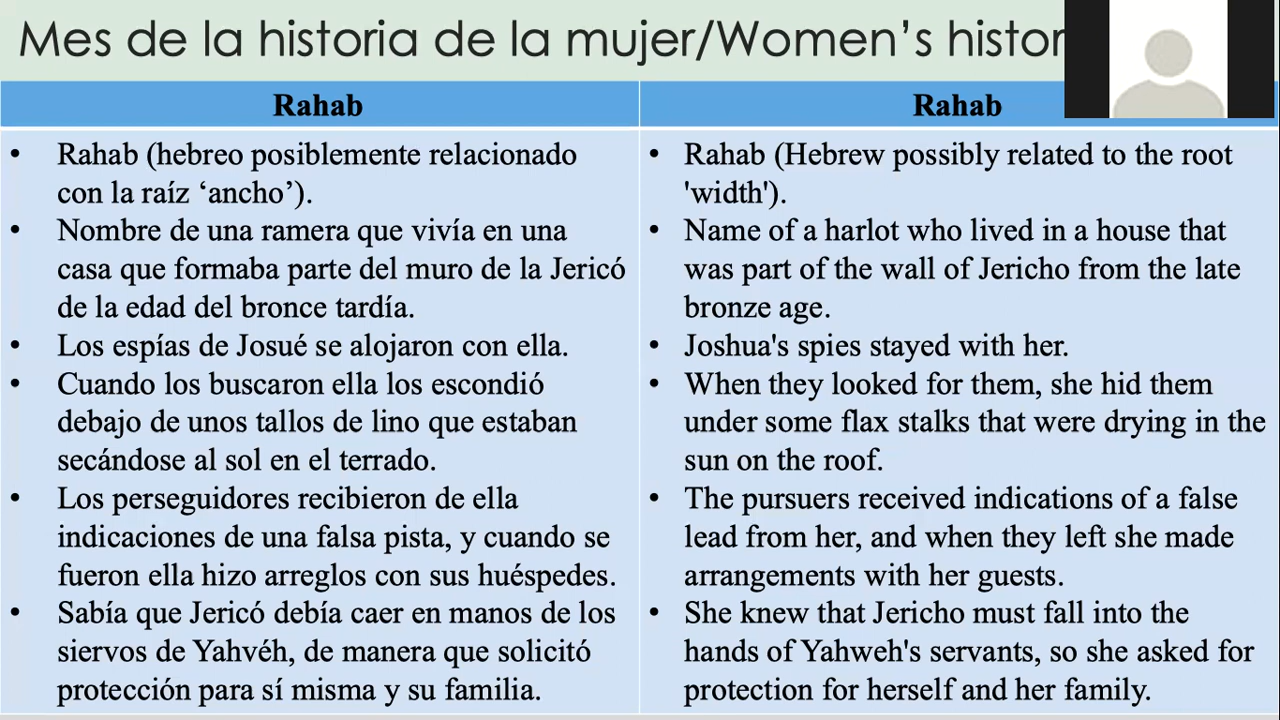 Mes de la historia de la mujer/Women's histor
Rahab
• Rahab (hebreo posiblemente relacionado
con la raíz ‘ancho’).
• Nombre de una ramera que vivía en una
casa que formaba parte del muro de la Jericó
de la edad del bronce tardía.
• Los espías de Josué se alojaron con ella.
• Cuando los buscaron ella los escondió
debajo de unos tallos de lino que estaban
secándose al sol en el terrado.
• Los perseguidores recibieron de ella
indicaciones de una falsa pista, y cuando se
fueron ella hizo arreglos con sus huéspedes.
• Sabía que Jericó debía caer en manos de los
siervos de Yahvéh, de manera que solicitó
protección para sí misma y su familia.
Rahab
• Rahab (Hebrew possibly related to the root
'width').
• Name of a harlot who lived in a house that
was part of the wall of Jericho from the late
bronze age.
• Joshua's spies stayed with her.
• When they looked for them, she hid them
under some flax stalks that were drying in the
sun on the roof.
• The pursuers received indications of a false
lead from her, and when they left she made
arrangements with her guests.
• She knew that Jericho must fall into the
hands of Yahweh's servants, so she asked for
protection for herself and her family.